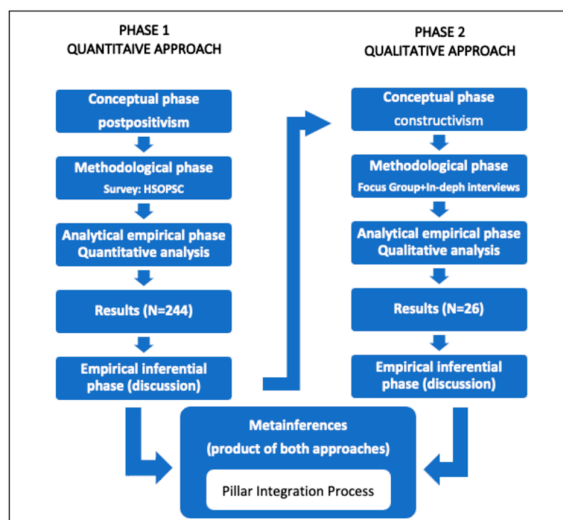 PHASE 1
QUANTITAIVE APPROACH
Conceptual phase
postpositivism
Methodological phase
Survey: HSOPSC
Analytical empirical phase
Quantitative analysis
Results (N=244)
Empirical inferential
phase (discussion)
PHASE 2
QUALITATIVE APPROACH
Conceptual phase
constructivism
Methodological phase
Focus Group+In-deph interviews
Analytical empirical phase
Qualitative analysis
Results (N=26)
Empirical inferential
phase (discussion)
Metainferences
(product of both approaches)
Pillar Integration Process